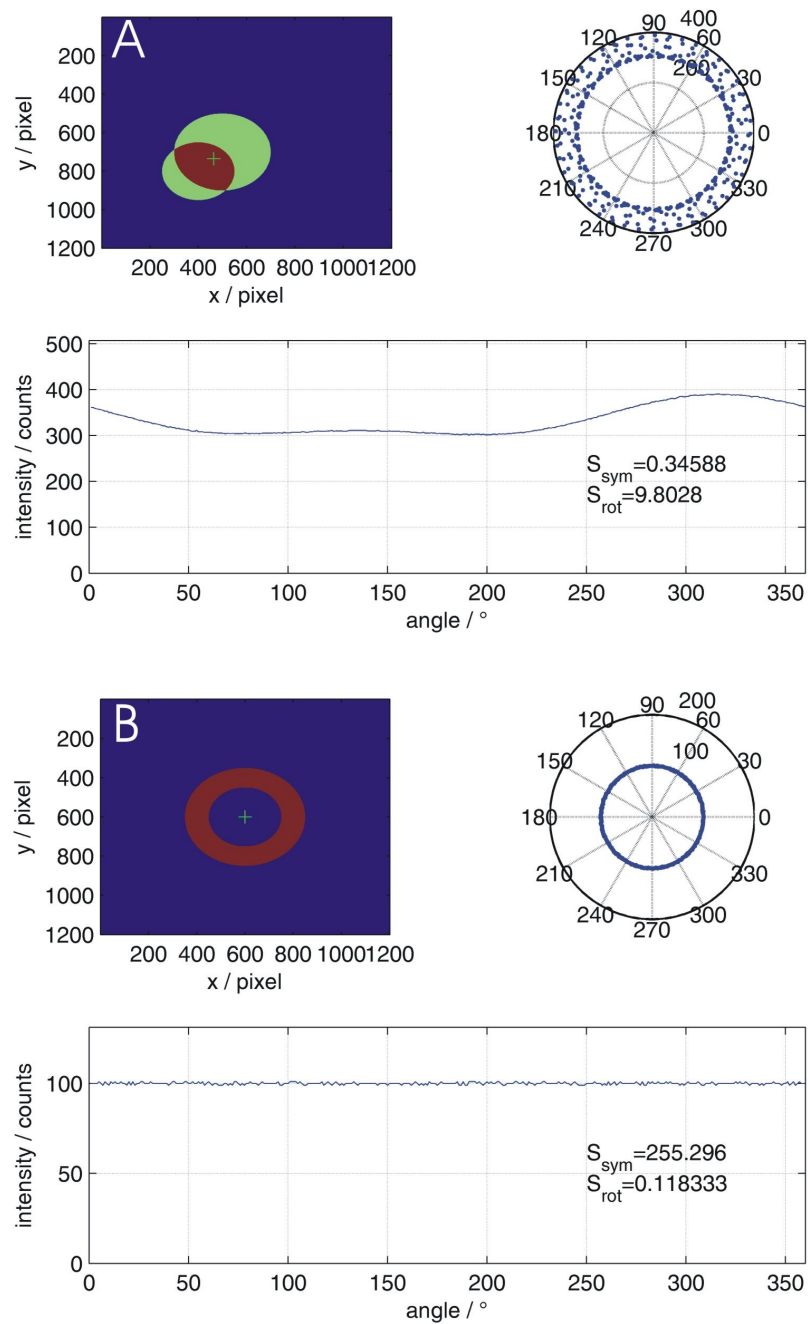 A
200
400
600
800
1000
1200
y / pixel
200 400 600 800 1000 1200
x / pixel
90 400
120 60
200
150 30
180 0
210 330
240 300
270
500
400
300
200
100
0
intensity / counts
S_sym=0.34588
S_rot=9.8028
0 50 100 150 200 250 300 350
angle / °
B
200
400
600
800
1000
1200
y / pixel
200 400 600 800 1000 1200
x / pixel
90 200
120 60
100
150 30
180 0
210 330
240 300
270
100
50
0
intensity / counts
S_sym=255.296
S_rot=0.118333
0 50 100 150 200 250 300 350
angle / °